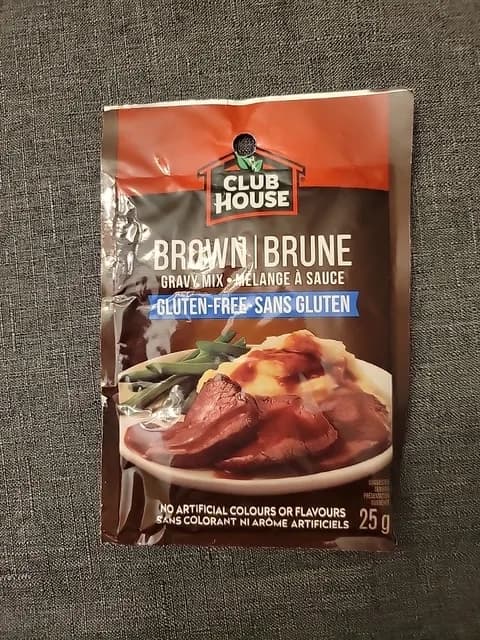 CLUB
HOUSE
BROWN | BRUNE
GRAVY MIX • MÉLANGE À SAUCE
GLUTEN-FREE • SANS GLUTEN
NO ARTIFICIAL COLOURS OR FLAVOURS
SANS COLORANT NI ARÔME ARTIFICIELS
25 g